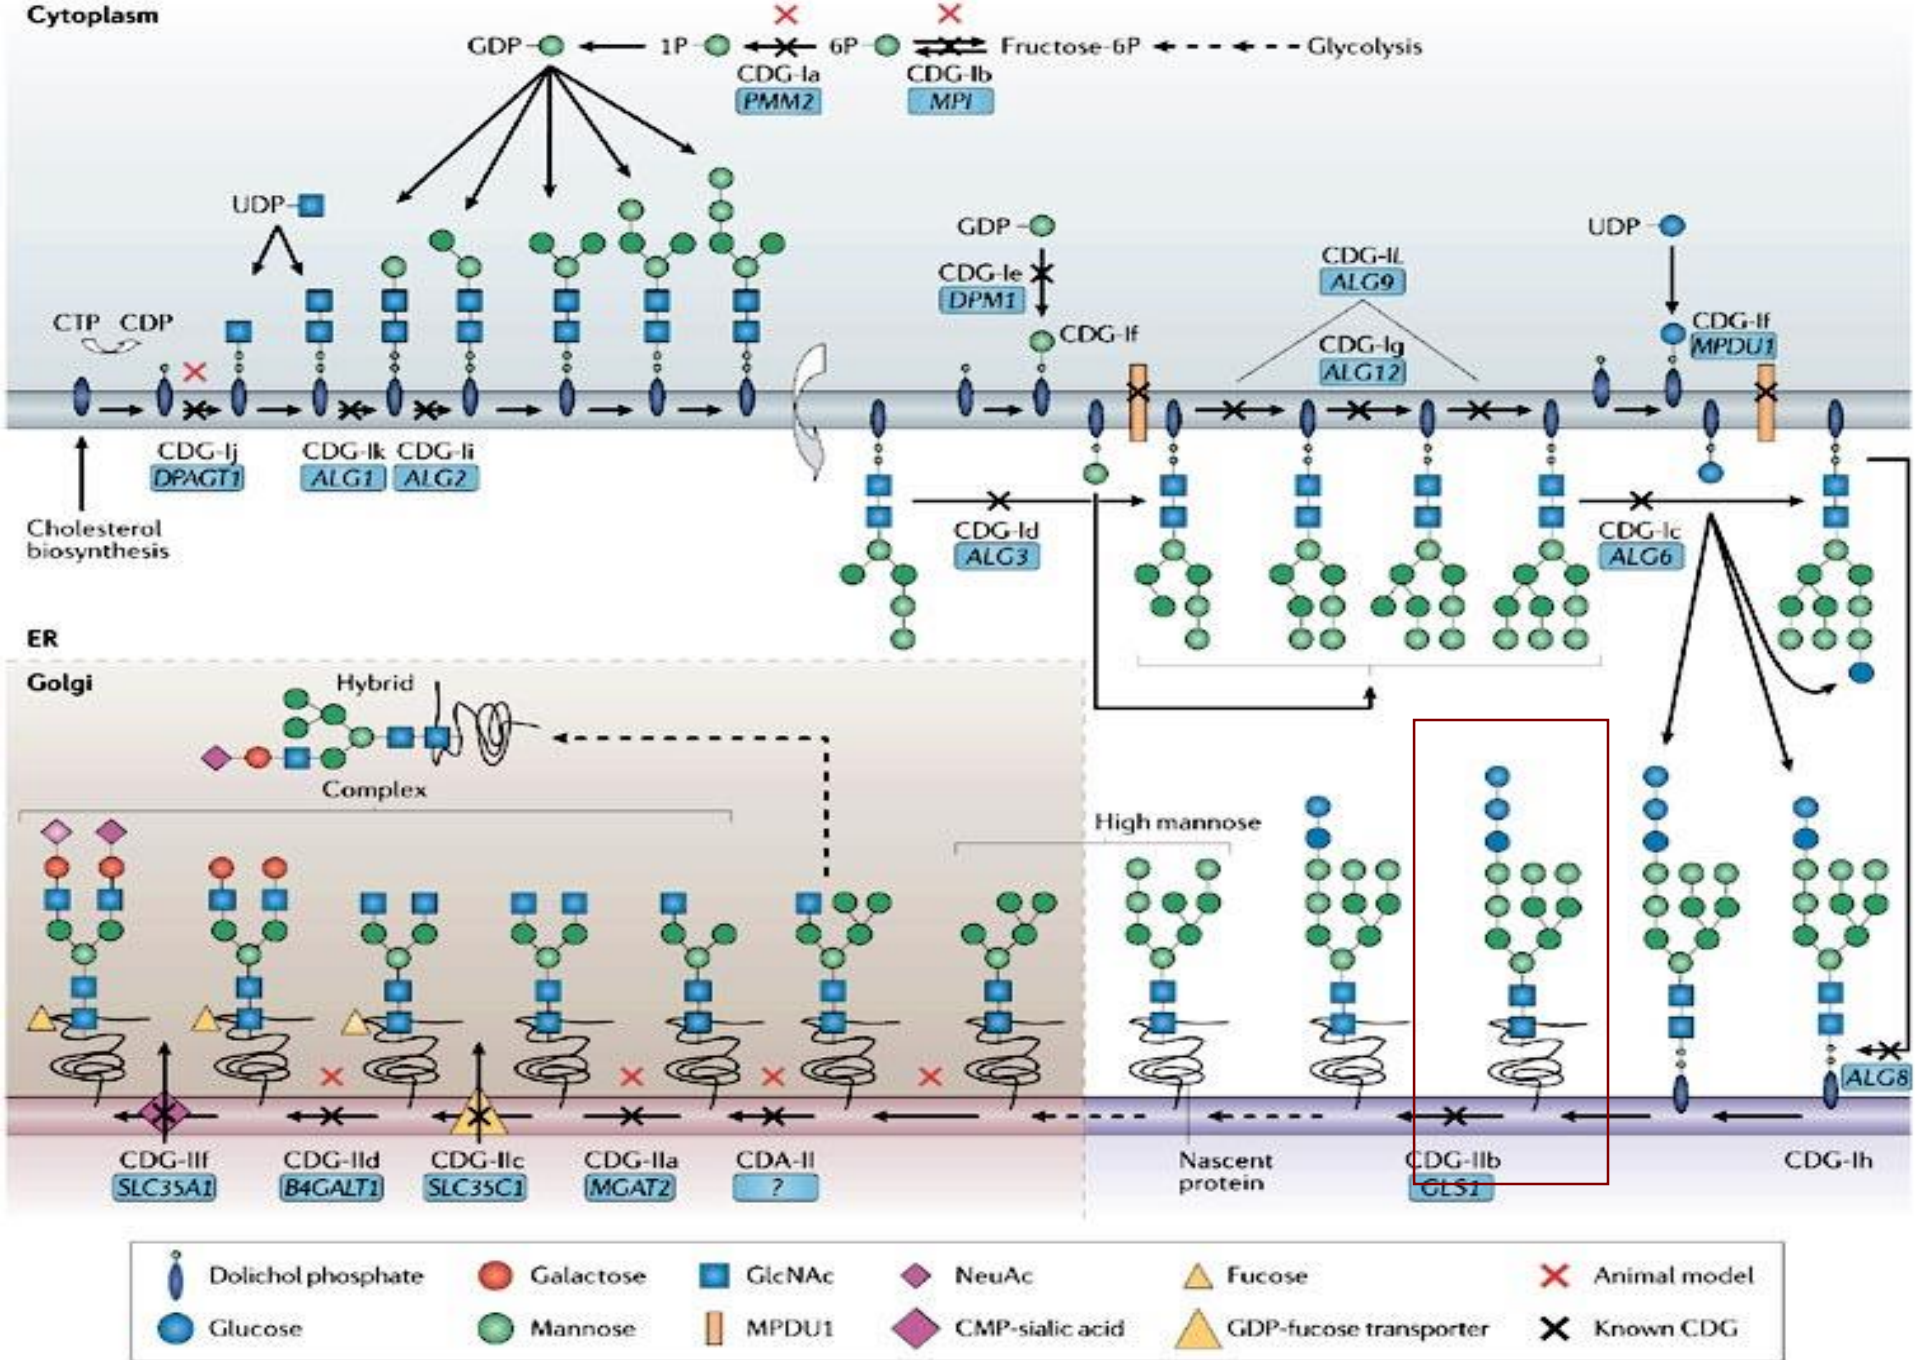 Cytoplasm
GDP
1P
6P
Fructose-6P
Glycolysis
CDG-Ia
PMM2
CDG-Ib
MPI
UDP
GDP
UDP
CDG-Ie
DPM1
CDG-If
CDG-IL
ALG9
CDG-Ig
ALG12
CDG-If
MPDU1
CTP CDP
CDG-Ij
DPAGT1
CDG-Ik
ALG1
CDG-Ii
ALG2
Cholesterol
biosynthesis
CDG-Id
ALG3
CDG-Ic
ALG6
ER
Golgi
Hybrid
Complex
High mannose
ALG8
CDG-IIf
SLC35A1
CDG-IId
B4GALT1
CDG-IIc
SLC35C1
CDG-IIa
MGAT2
CDA-II
?
Nascent
protein
CDG-IIb
GLS1
CDG-Ih
Dolichol phosphate
Galactose
GlcNAc
NeuAc
Fucose
Animal model
Glucose
Mannose
MPDU1
CMP-sialic acid
GDP-fucose transporter
Known CDG